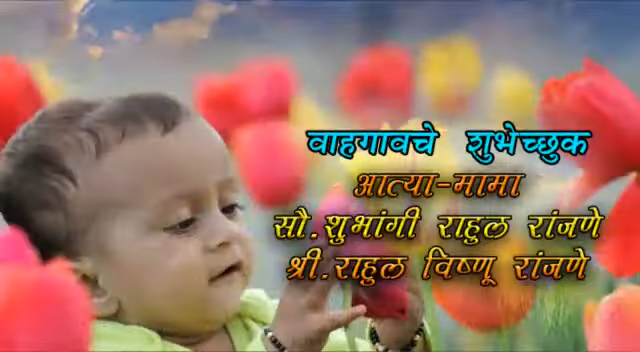 वाहगावचे शुभेच्छुक
आत्या-मामा
सौ.शुभांगी राहुल रांजणे
श्री.राहुल विष्णू रांजणे